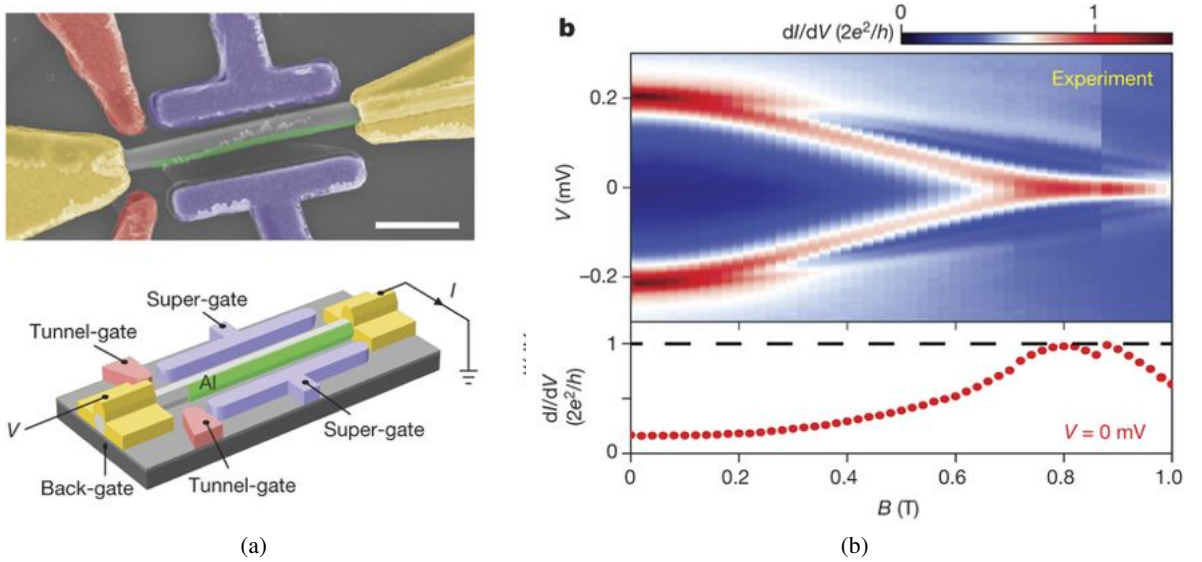 Super-gate
Tunnel-gate
I
Al
V
Super-gate
Back-gate
Tunnel-gate
(a)
b
dI/dV (2e²/h)
0
1
Experiment
V (mV)
0.2
0
−0.2
dI/dV
(2e²/h)
1
0
V = 0 mV
0 0.2 0.4 0.6 0.8 1.0
B (T)
(b)